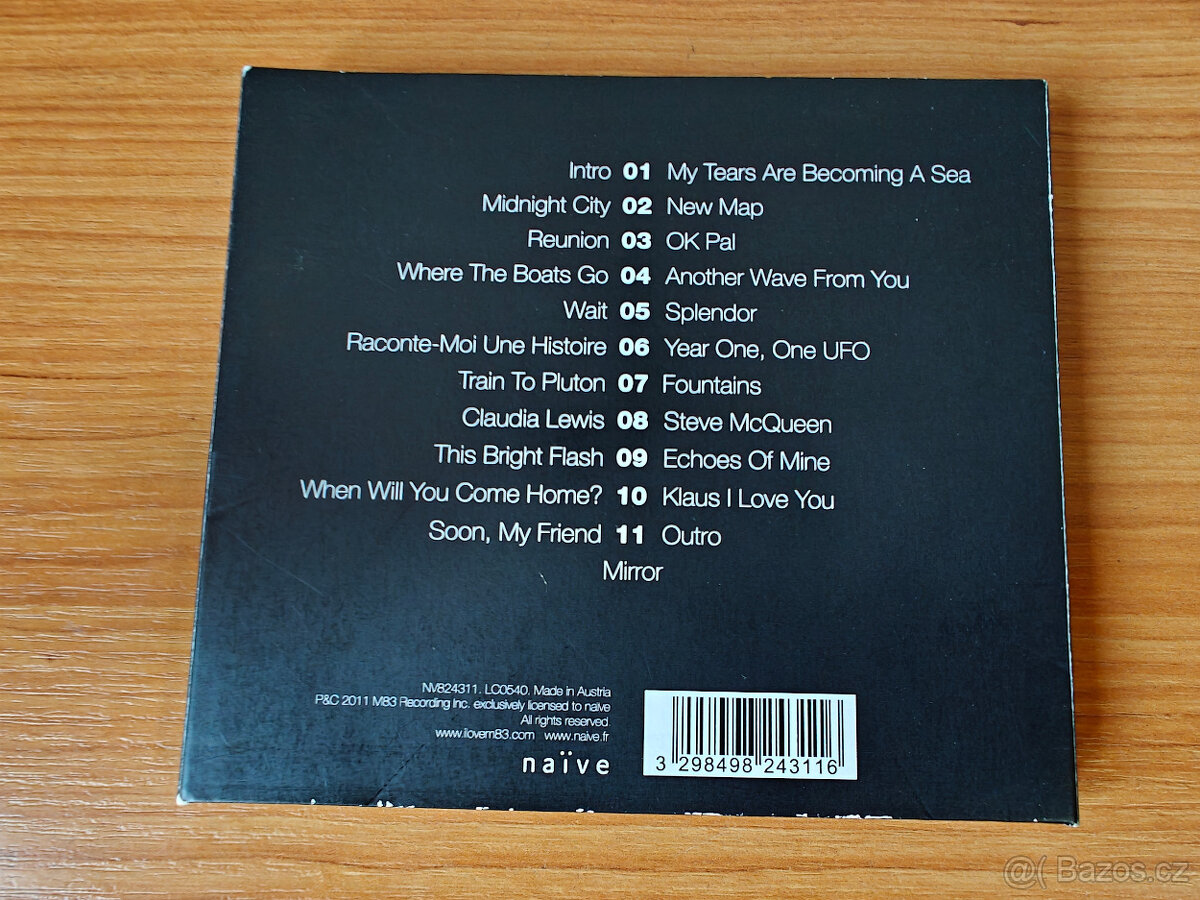 Intro 01 My Tears Are Becoming A Sea
Midnight City 02 New Map
Reunion 03 OK Pal
Where The Boats Go 04 Another Wave From You
Wait 05 Splendor
Raconte-Moi Une Histoire 06 Year One, One UFO
Train To Pluton 07 Fountains
Claudia Lewis 08 Steve McQueen
This Bright Flash 09 Echoes Of Mine
When Will You Come Home? 10 Klaus I Love You
Soon, My Friend 11 Outro
Mirror
NV824311. LC0540. Made in Austria
P&C 2011 M83 Recording Inc. exclusively licensed to naïve
All rights reserved.
www.ilovem83.com www.naive.fr
naïve
3 298498 243116
@( Bazos.cz